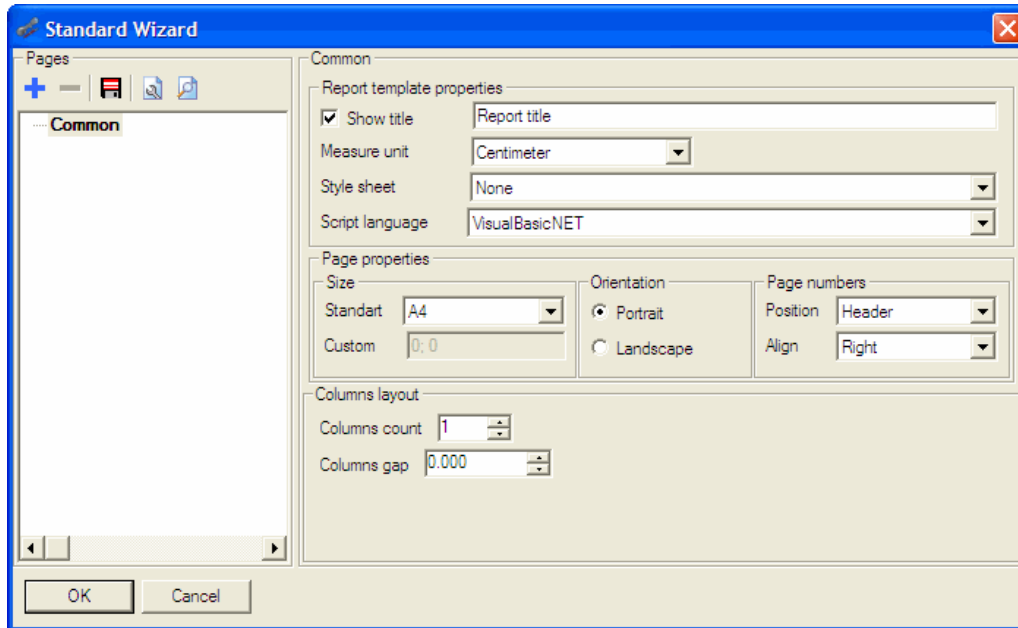 Standard Wizard
Pages
Common
Common
Report template properties
Show title Report title
Measure unit Centimeter
Style sheet None
Script language VisualBasicNET
Page properties
Size
Standart A4
Custom 0; 0
Orientation
Portrait
Landscape
Page numbers
Position Header
Align Right
Columns layout
Columns count 1
Columns gap 0.000
OK Cancel